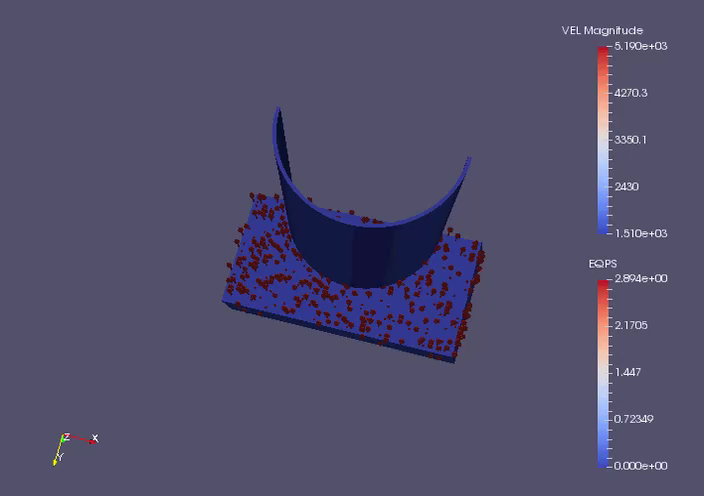 VEL Magnitude
5.190e+03
4270.3
3350.1
2430
1.510e+03
EQPS
2.894e+00
2.1705
1.447
0.72349
0.000e+00
Z
X
Y